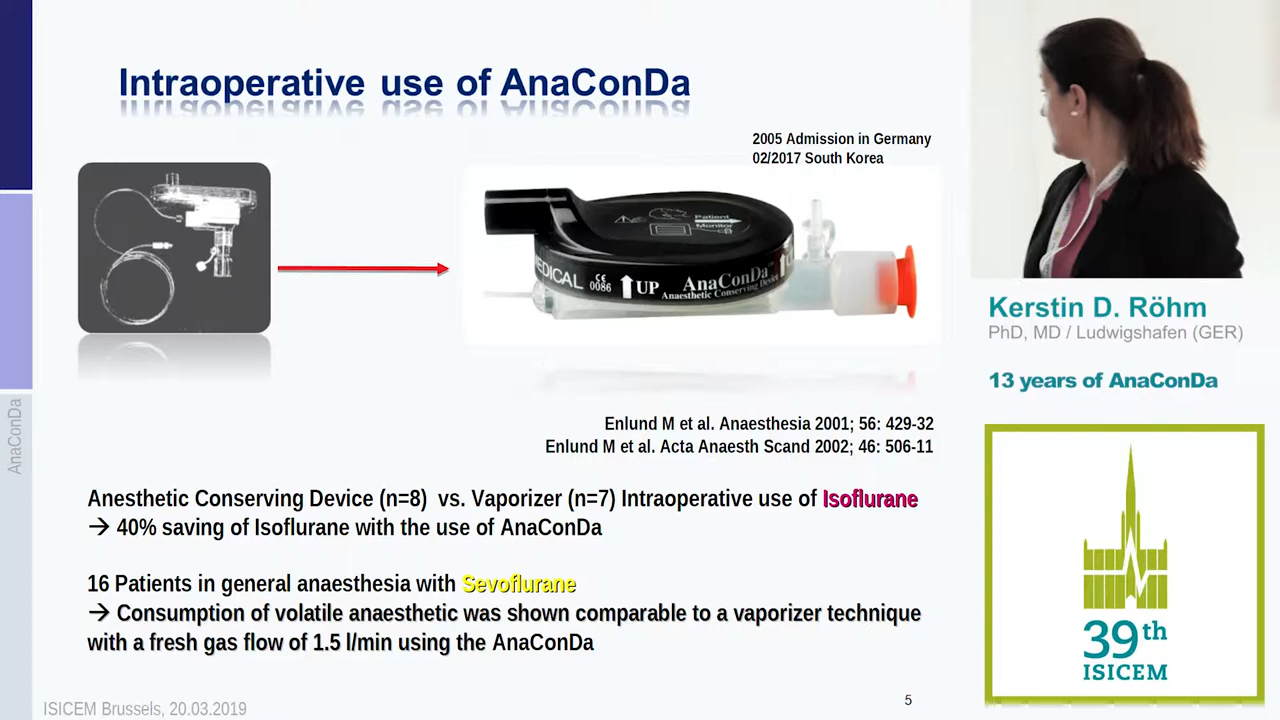 Intraoperative use of AnaConDa
2005 Admission in Germany
02/2017 South Korea
Patient
Monitor
MEDICAL
CE
0086
UP
AnaConDa
Anaesthetic Conserving Device
Enlund M et al. Anaesthesia 2001; 56: 429-32
Enlund M et al. Acta Anaesth Scand 2002; 46: 506-11
Anesthetic Conserving Device (n=8) vs. Vaporizer (n=7) Intraoperative use of Isoflurane
→ 40% saving of Isoflurane with the use of AnaConDa
16 Patients in general anaesthesia with Sevoflurane
→ Consumption of volatile anaesthetic was shown comparable to a vaporizer technique
with a fresh gas flow of 1.5 l/min using the AnaConDa
AnaConDa
ISICEM Brussels, 20.03.2019
5
Kerstin D. Röhm
PhD, MD / Ludwigshafen (GER)
13 years of AnaConDa
39th
ISICEM